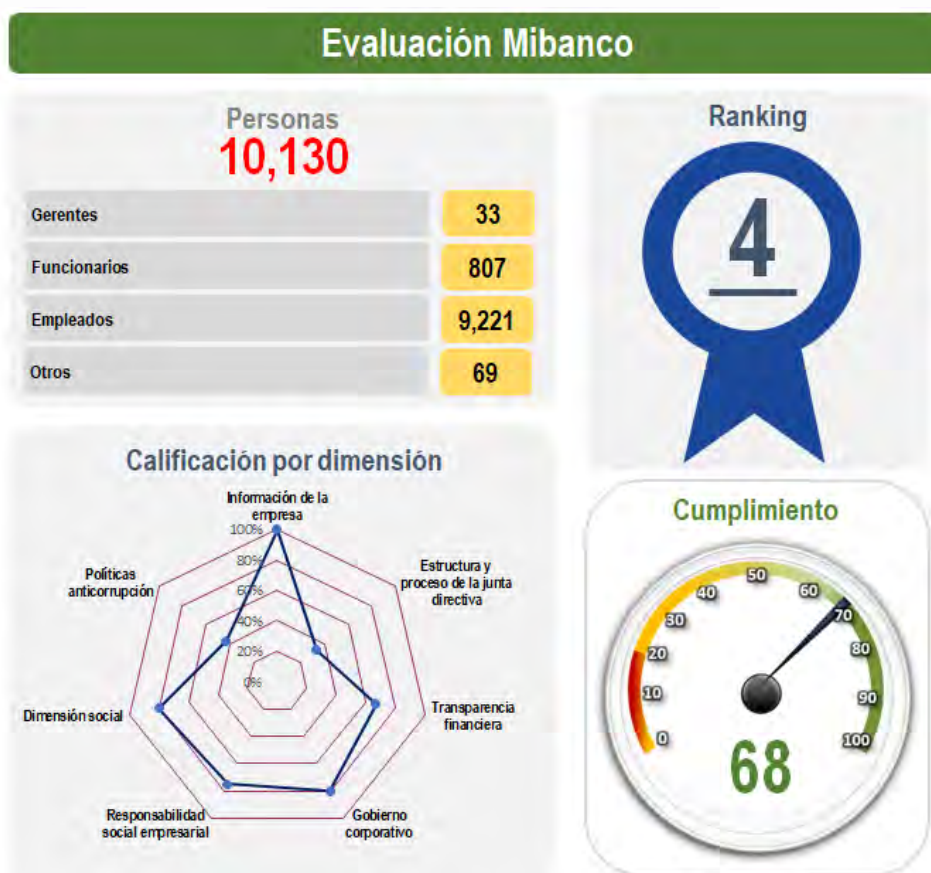 Evaluación Mibanco
Personas
10,130
Gerentes
33
Funcionarios
807
Empleados
9,221
Otros
69
Ranking
4
Calificación por dimensión
Información de la
empresa
100%
80%
60%
40%
20%
0%
Estructura y
proceso de la junta
directiva
Transparencia
financiera
Gobierno
corporativo
Responsabilidad
social empresarial
Dimensión social
Políticas
anticorrupción
Cumplimiento
0
10
20
30
40
50
60
70
80
90
100
68